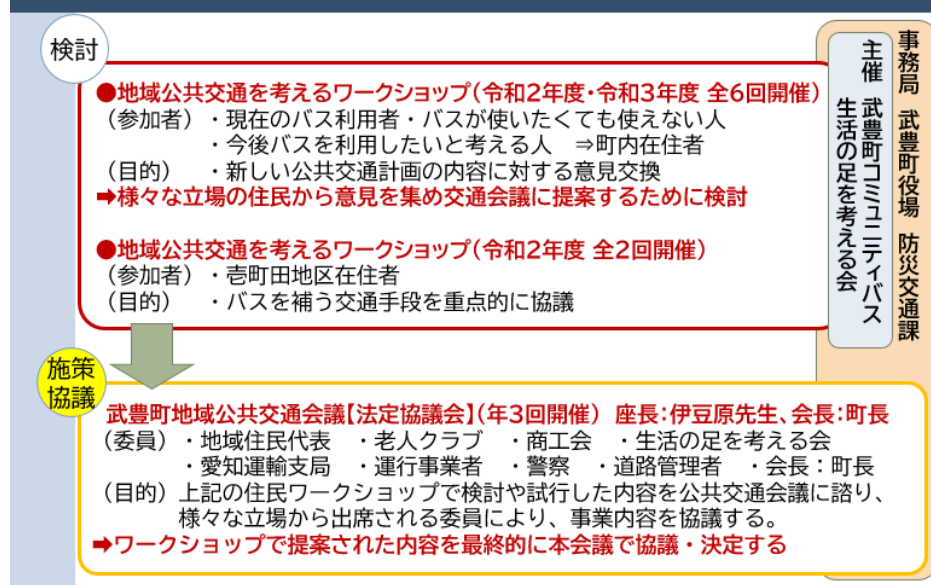 検討
●地域公共交通を考えるワークショップ(令和2年度・令和3年度 全6回開催)
(参加者) ・現在のバス利用者・バスが使いたくても使えない人
・今後バスを利用したいと考える人 ⇒町内在住者
(目的) ・新しい公共交通計画の内容に対する意見交換
➡様々な立場の住民から意見を集め交通会議に提案するために検討
●地域公共交通を考えるワークショップ(令和2年度 全2回開催)
(参加者) ・壱町田地区在住者
(目的) ・バスを補う交通手段を重点的に協議
事務局 武豊町役場 防災交通課
主催 武豊町コミュニティバス
生活の足を考える会
施策
協議
武豊町地域公共交通会議【法定協議会】(年3回開催) 座長:伊豆原先生、会長:町長
(委員) ・地域住民代表 ・老人クラブ ・商工会 ・生活の足を考える会
・愛知運輸支局 ・運行事業者 ・警察 ・道路管理者 ・会長:町長
(目的) 上記の住民ワークショップで検討や試行した内容を公共交通会議に諮り、
様々な立場から出席される委員により、事業内容を協議する。
➡ワークショップで提案された内容を最終的に本会議で協議・決定する